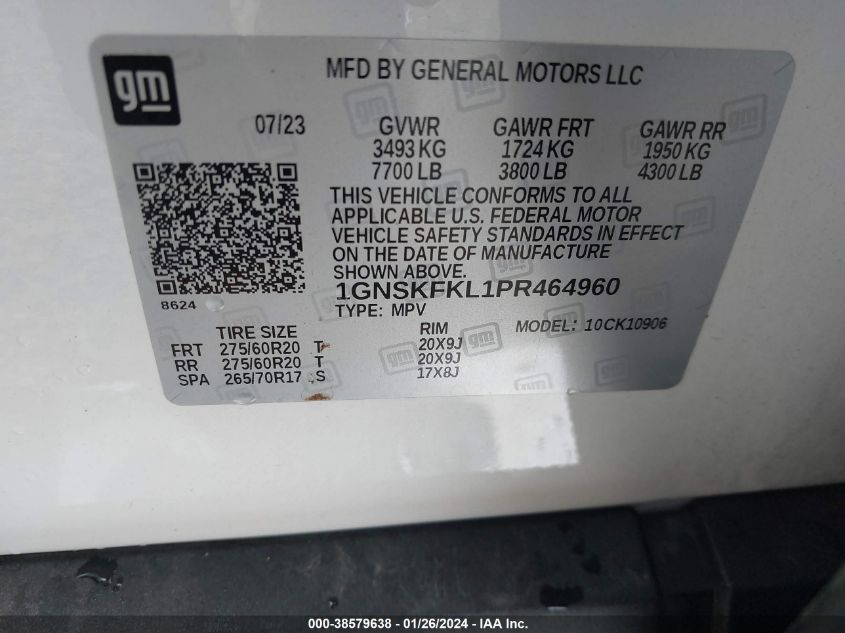 gm
MFD BY GENERAL MOTORS LLC
07/23 GVWR GAWR FRT GAWR RR
3493 KG 1724 KG 1950 KG
7700 LB 3800 LB 4300 LB
THIS VEHICLE CONFORMS TO ALL
APPLICABLE U.S. FEDERAL MOTOR
VEHICLE SAFETY STANDARDS IN EFFECT
ON THE DATE OF MANUFACTURE
SHOWN ABOVE.
8624
1GNSKFKL1PR464960
TYPE: MPV
TIRE SIZE RIM MODEL: 10CK10906
FRT 275/60R20 T 20X9J
RR 275/60R20 T 20X9J
SPA 265/70R17 S 17X8J
000-38579638 - 01/26/2024 - IAA Inc.